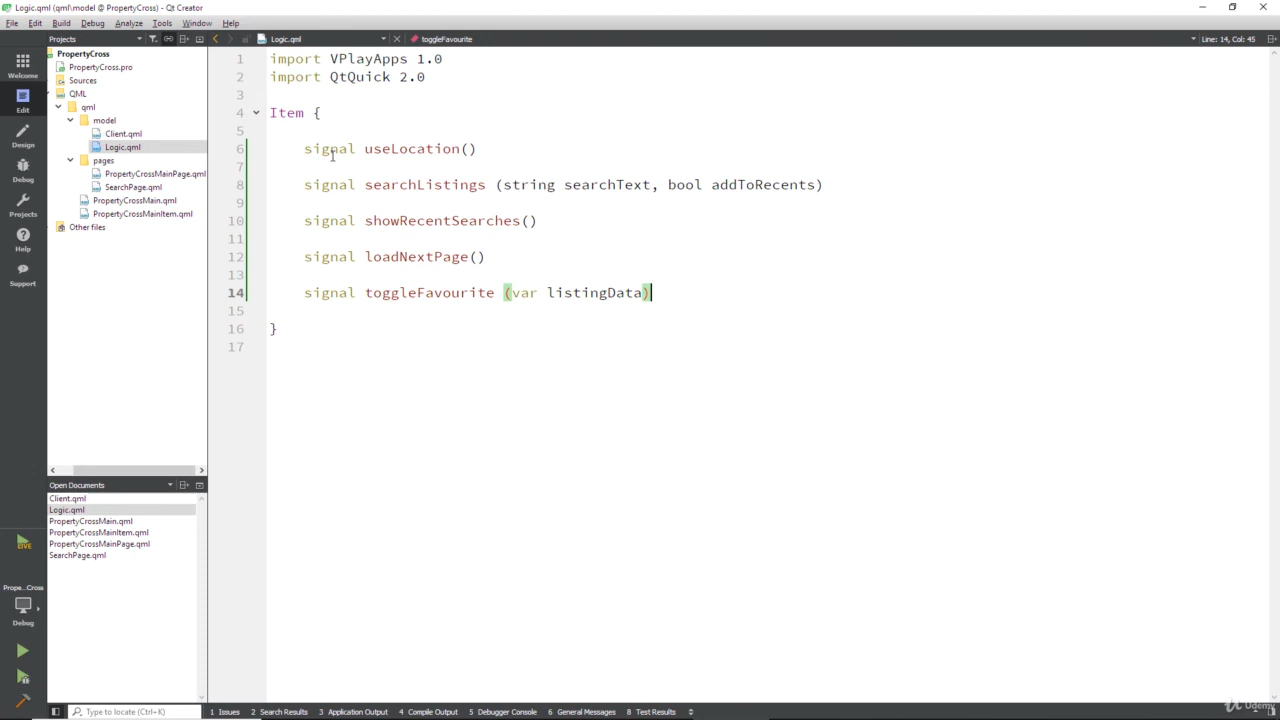 Logic.qml (qml\model @ PropertyCross) - Qt Creator
File Edit Build Debug Analyze Tools Window Help
Projects Logic.qml toggleFavourite Line: 14, Col: 45
Welcome
Edit
Design
Debug
Projects
Help
Support
LIVE
Prope...Cross
Debug
PropertyCross
PropertyCross.pro
Sources
QML
qml
model
Client.qml
Logic.qml
pages
PropertyCrossMainPage.qml
SearchPage.qml
PropertyCrossMain.qml
PropertyCrossMainItem.qml
Other files
Open Documents
Client.qml
Logic.qml
PropertyCrossMain.qml
PropertyCrossMainItem.qml
PropertyCrossMainPage.qml
SearchPage.qml
1 import VPlayApps 1.0
2 import QtQuick 2.0
3
4 Item {
5
6 signal useLocation()
7
8 signal searchListings (string searchText, bool addToRecents)
9
10 signal showRecentSearches()
11
12 signal loadNextPage()
13
14 signal toggleFavourite (var listingData)
15
16 }
17
Type to locate (Ctrl+K) 1 Issues 2 Search Results 3 Application Output 4 Compile Output 5 Debugger Console 6 General Messages 8 Test Results
Udemy